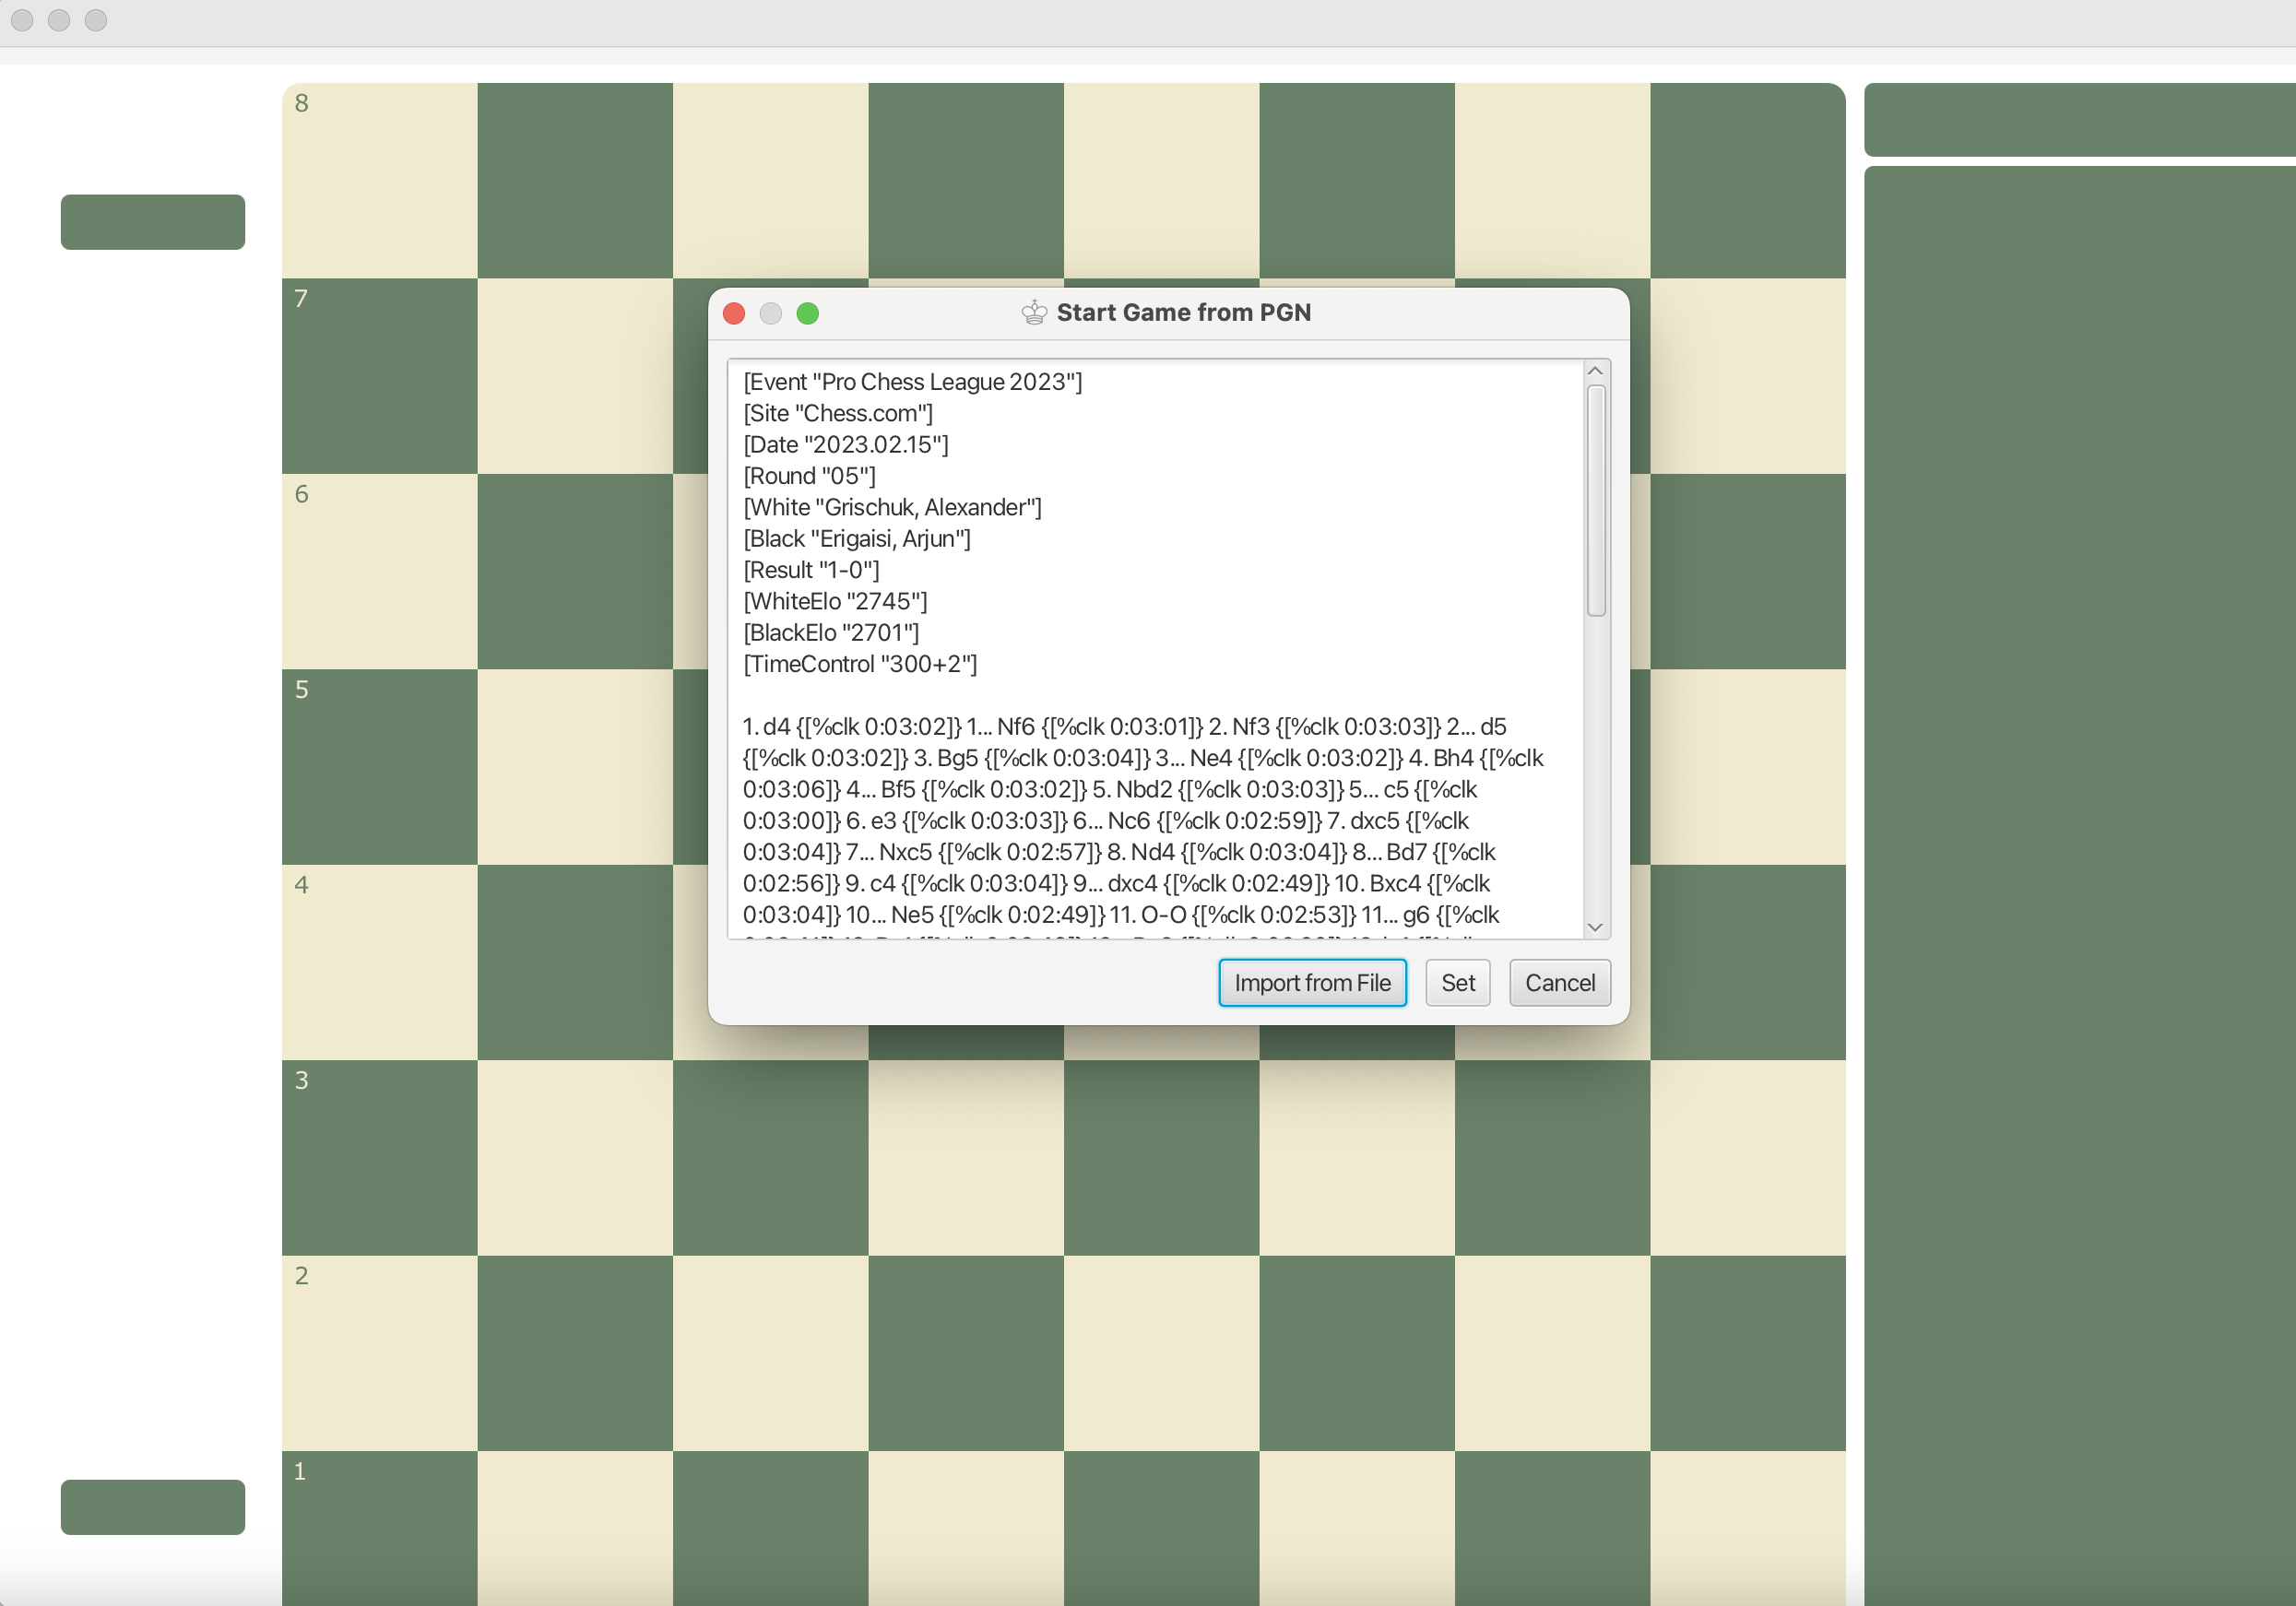 8
Start Game from PGN
7
[Event "Pro Chess League 2023"]
[Site "Chess.com"]
[Date "2023.02.15"]
[Round "05"]
6
[White "Grischuk, Alexander"]
[Black "Erigaisi, Arjun"]
[Result "1-0"]
[WhiteElo "2745"]
[BlackElo "2701"]
[TimeControl "300+2"]
5
1. d4 {[%clk 0:03:02]} 1... Nf6 {[%clk 0:03:01]} 2. Nf3 {[%clk 0:03:03]} 2... d5
{[%clk 0:03:02]} 3. Bg5 {[%clk 0:03:04]} 3... Ne4 {[%clk 0:03:02]} 4. Bh4 {[%clk
0:03:06]} 4... Bf5 {[%clk 0:03:02]} 5. Nbd2 {[%clk 0:03:03]} 5... c5 {[%clk
0:03:00]} 6. e3 {[%clk 0:03:03]} 6... Nc6 {[%clk 0:02:59]} 7. dxc5 {[%clk
0:03:04]} 7... Nxc5 {[%clk 0:02:57]} 8. Nd4 {[%clk 0:03:04]} 8... Bd7 {[%clk
4
0:02:56]} 9. c4 {[%clk 0:03:04]} 9... dxc4 {[%clk 0:02:49]} 10. Bxc4 {[%clk
0:03:04]} 10... Ne5 {[%clk 0:02:49]} 11. O-O {[%clk 0:02:53]} 11... g6 {[%clk
Import from File
Set
Cancel
3
2
1